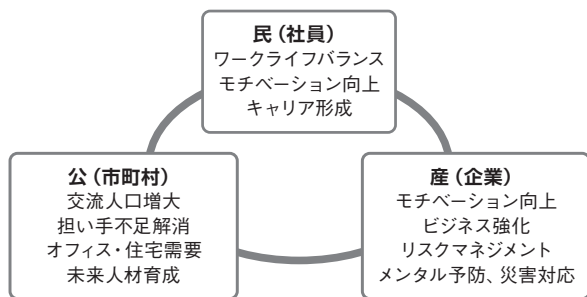 民（社員）
ワークライフバランス
モチベーション向上
キャリア形成
公（市町村）
交流人口増大
担い手不足解消
オフィス・住宅需要
未来人材育成
産（企業）
モチベーション向上
ビジネス強化
リスクマネジメント
メンタル予防、災害対応